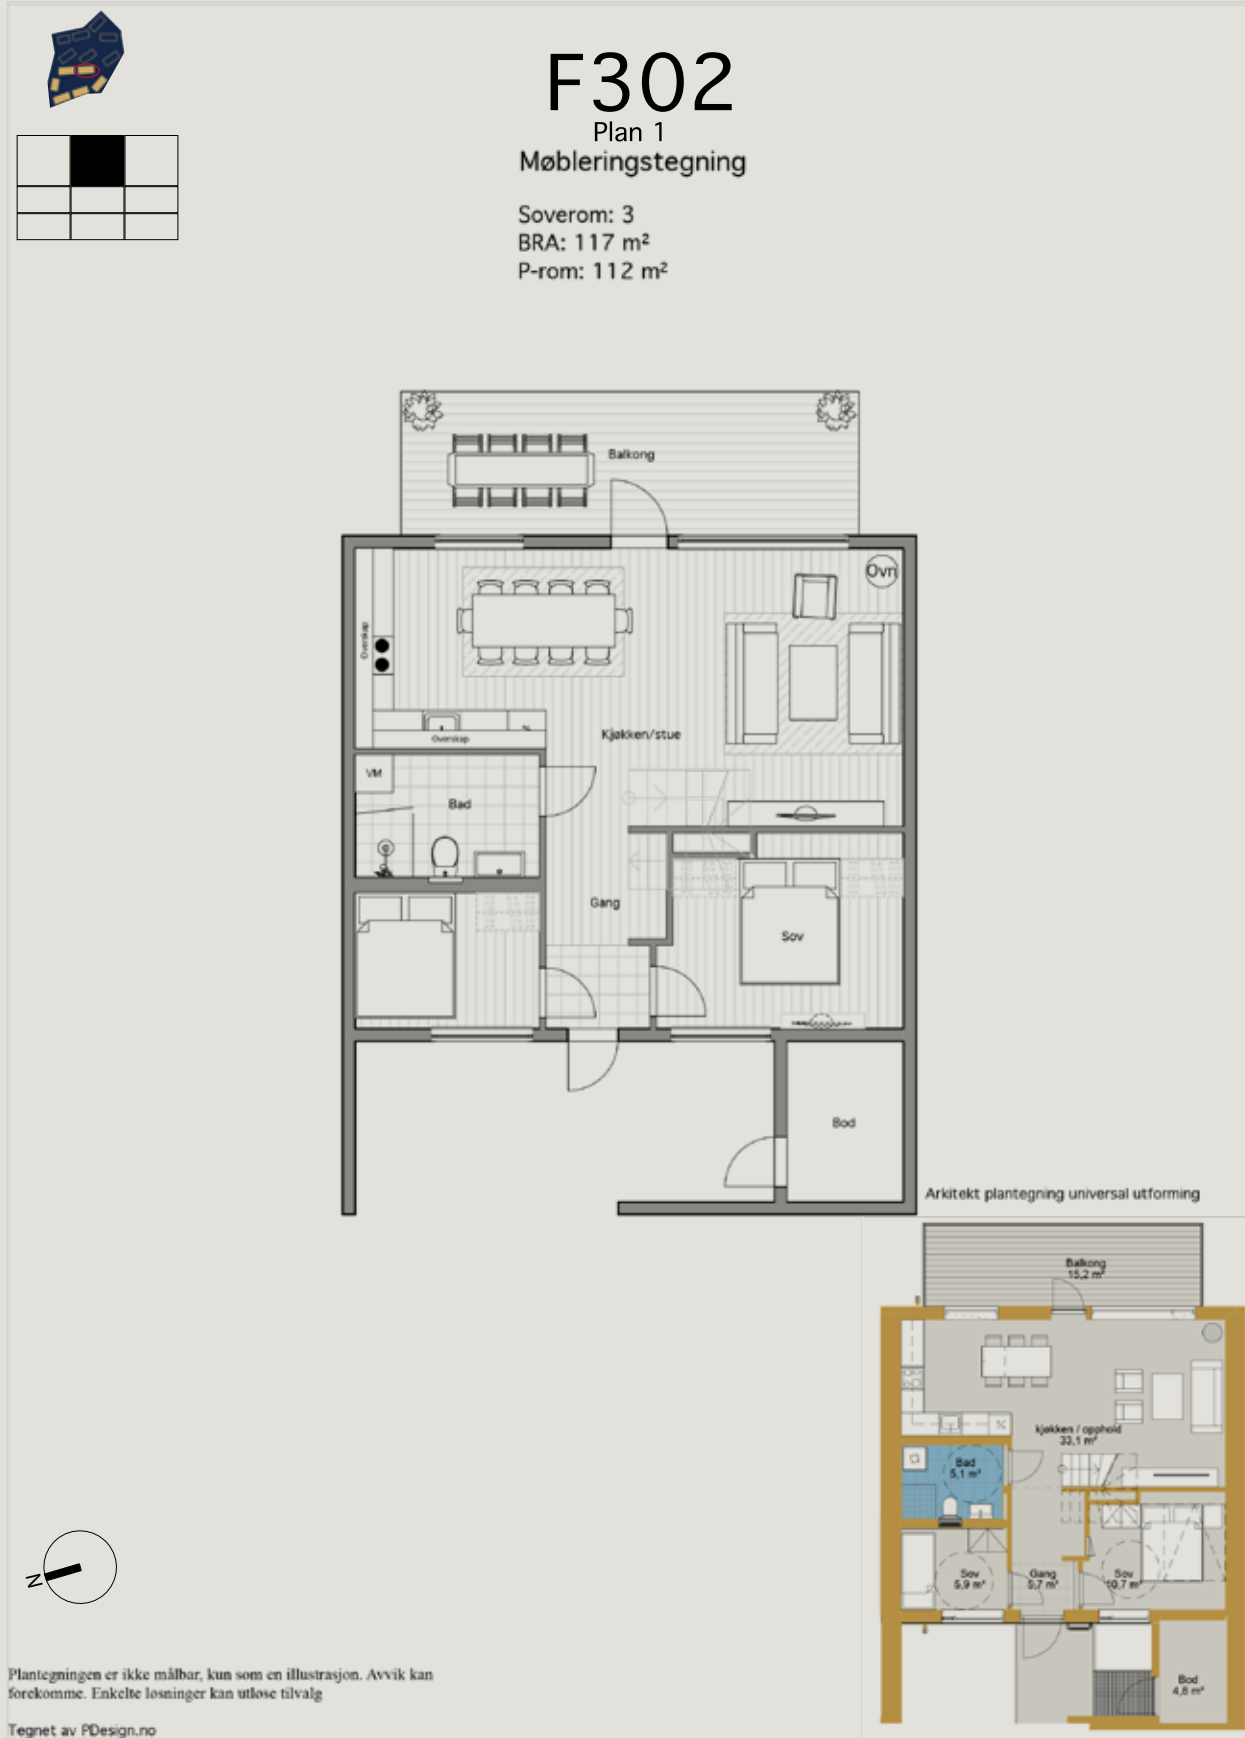 F302
Plan 1
Møbleringstegning
Soverom: 3
BRA: 117 m²
P-rom: 112 m²
Balkong
Ovn
Overskap
Kjøkken/stue
Overskap
VM
Bad
Gang
Sov
Bod
Arkitekt plantegning universal utforming
Balkong
15,2 m²
kjøkken / opphold
33,1 m²
Bad
5,1 m²
Sov
5,9 m²
Gang
Sov
10,7 m²
Bod
4,8 m²
N
Plantegningen er ikke målbar, kun som en illustrasjon. Avvik kan
forekomme. Enkelte løsninger kan utløse tilvalg
Tegnet av PDesign.no